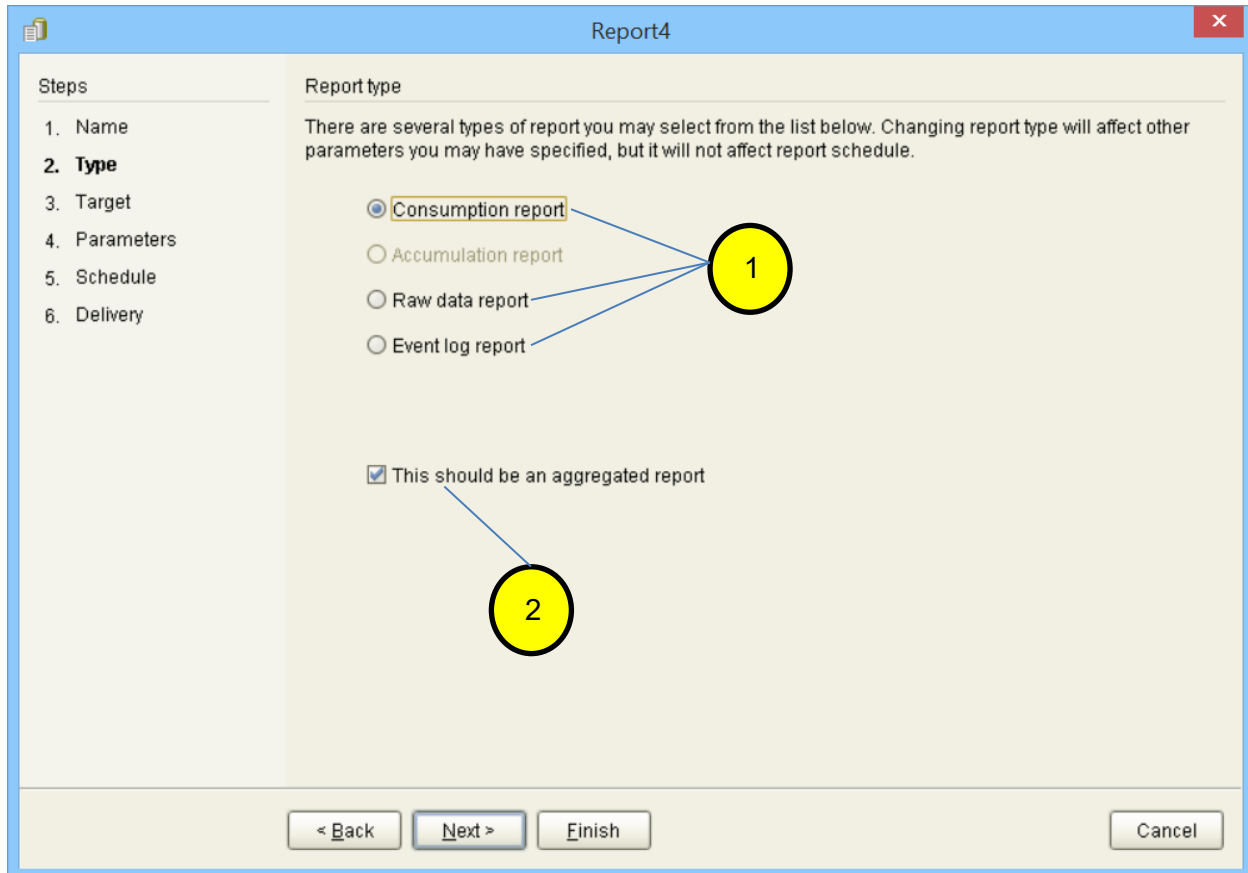 Report4
Steps
1. Name
2. Type
3. Target
4. Parameters
5. Schedule
6. Delivery
Report type
There are several types of report you may select from the list below. Changing report type will affect other
parameters you may have specified, but it will not affect report schedule.
Consumption report
Accumulation report
Raw data report
Event log report
1
This should be an aggregated report
2
< Back
Next >
Finish
Cancel